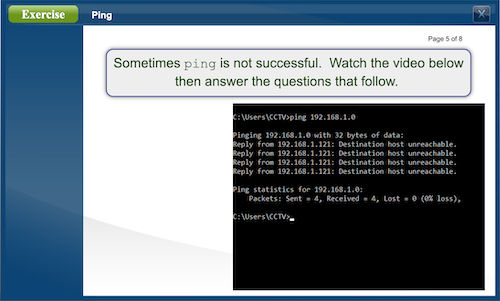 Exercise
Ping
X
Page 5 of 8
Sometimes ping is not successful. Watch the video below
then answer the questions that follow.
C:\Users\CCTV>ping 192.168.1.0
Pinging 192.168.1.0 with 32 bytes of data:
Reply from 192.168.1.121: Destination host unreachable.
Reply from 192.168.1.121: Destination host unreachable.
Reply from 192.168.1.121: Destination host unreachable.
Reply from 192.168.1.121: Destination host unreachable.
Ping statistics for 192.168.1.0:
Packets: Sent = 4, Received = 4, Lost = 0 (0% loss),
C:\Users\CCTV>_